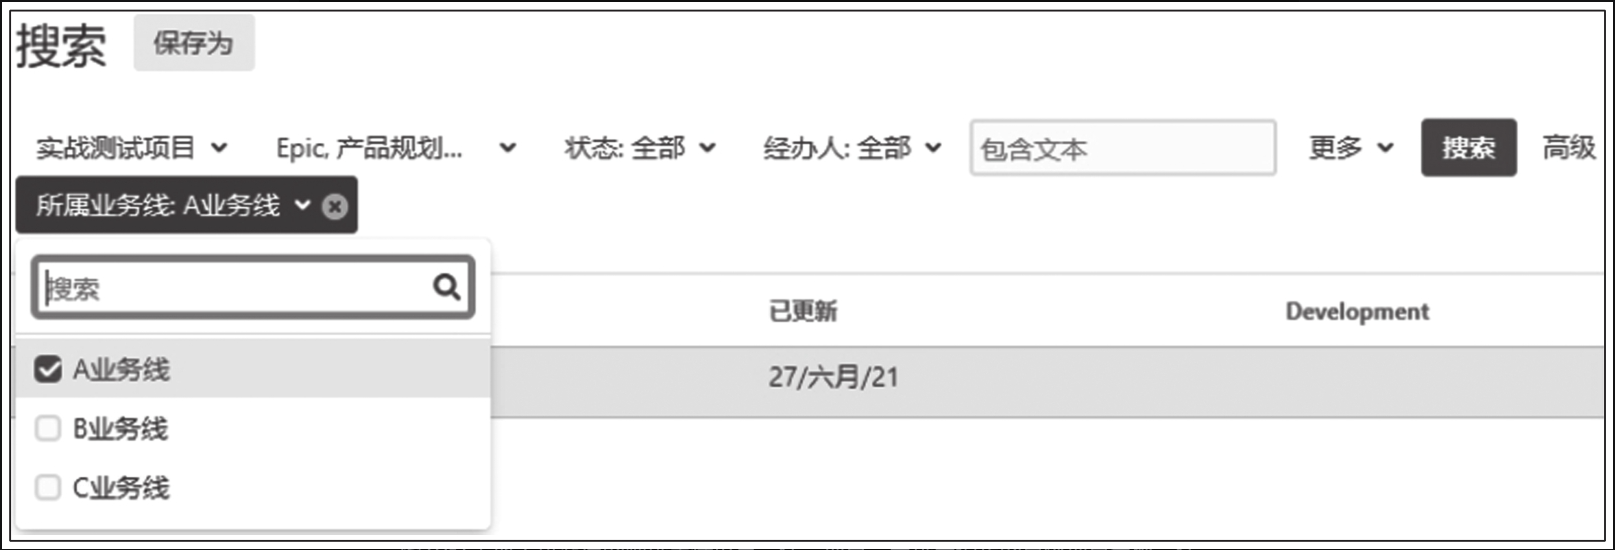 搜索 保存为
实战测试项目 Epic, 产品规划... 状态: 全部 经办人: 全部 包含文本 更多 搜索 高级
所属业务线: A业务线
搜索
已更新 Development
A业务线
27/六月/21
B业务线
C业务线